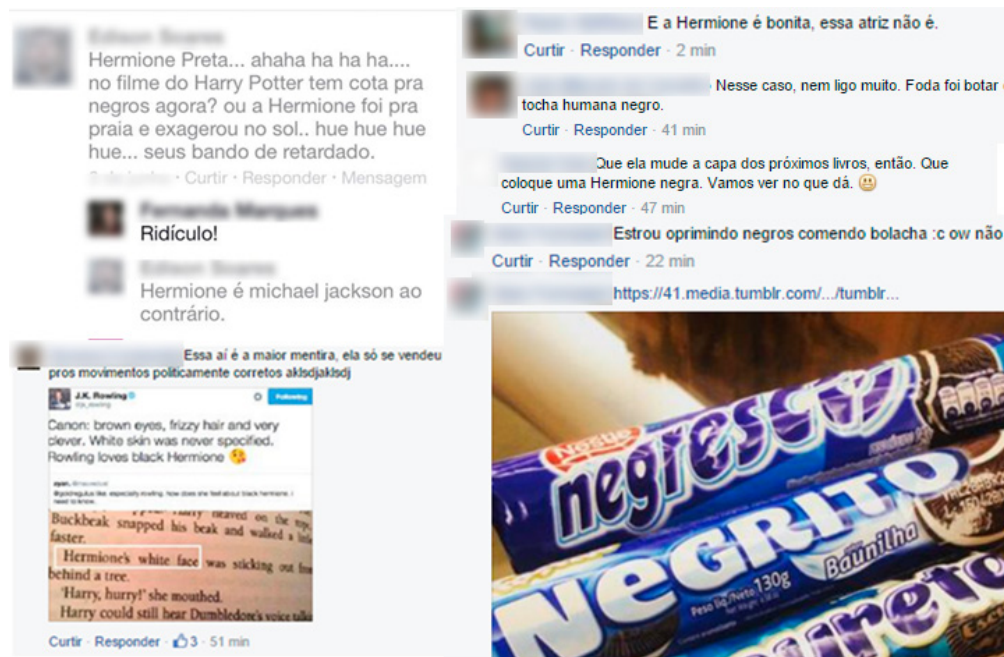 Hermione Preta... ahaha ha ha ha....
no filme do Harry Potter tem cota pra
negros agora? ou a Hermione foi pra
praia e exagerou no sol.. hue hue hue
hue... seus bando de retardado.
Curtir · Responder · Mensagem
Ridículo!
Hermione é michael jackson ao
contrário.
Essa aí é a maior mentira, ela só se vendeu
pros movimentos politicamente corretos aklsdjaklsdj
J.K. Rowling
Following
Canon: brown eyes, frizzy hair and very
clever. White skin was never specified.
Rowling loves black Hermione 😘
need to know.
Buckbeak snapped his beak and walked a
faster.
Hermione's white face was sticking out
behind a tree.
'Harry, hurry!' she mouthed.
Harry could still hear Dumbledore's voice
Curtir · Responder · 3 · 51 min
E a Hermione é bonita, essa atriz não é.
Curtir · Responder · 2 min
Nesse caso, nem ligo muito. Foda foi botar
tocha humana negro.
Curtir · Responder · 41 min
Que ela mude a capa dos próximos livros, então. Que
coloque uma Hermione negra. Vamos ver no que dá.
Curtir · Responder · 47 min
Estrou oprimindo negros comendo bolacha :c ow não
Curtir · Responder · 22 min
https://41.media.tumblr.com/.../tumblr...
Nestlé
negresco
NEGRITO
Baunilha
Peso líq./Neto 130g